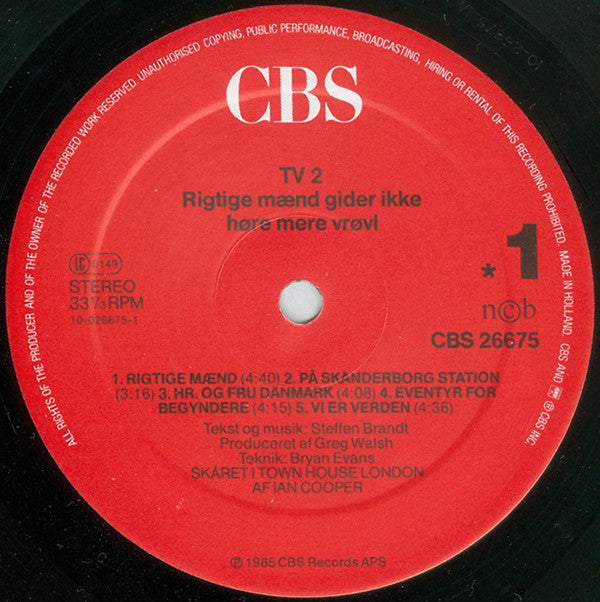 ALL RIGHTS OF THE PRODUCER AND OF THE OWNER OF THE RECORDED WORK RESERVED. UNAUTHORISED COPYING, PUBLIC PERFORMANCE, BROADCASTING, HIRING OR RENTAL OF THIS RECORDING PROHIBITED. MADE IN HOLLAND. CBS AND ® © CBS INC.
CBS
TV 2
Rigtige mænd gider ikke
høre mere vrøvl
LC 0149
STEREO
33⅓ RPM
10-026675-1
* 1
n©b
CBS 26675
1. RIGTIGE MÆND (4:40) 2. PÅ SKANDERBORG STATION
(3:16) 3. HR. OG FRU DANMARK (4:08) 4. EVENTYR FOR
BEGYNDERE (4:15) 5. VI ER VERDEN (4:36)
Tekst og musik: Steffen Brandt
Produceret af Greg Walsh
Teknik: Bryan Evans
SKÅRET I TOWN HOUSE LONDON
AF IAN COOPER
℗ 1985 CBS Records APS